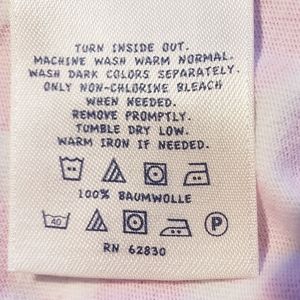 TURN INSIDE OUT.
MACHINE WASH WARM NORMAL.
WASH DARK COLORS SEPARATELY.
ONLY NON-CHLORINE BLEACH
WHEN NEEDED.
REMOVE PROMPTLY.
TUMBLE DRY LOW.
WARM IRON IF NEEDED.
100% BAUMWOLLE
40 P
RN 62830